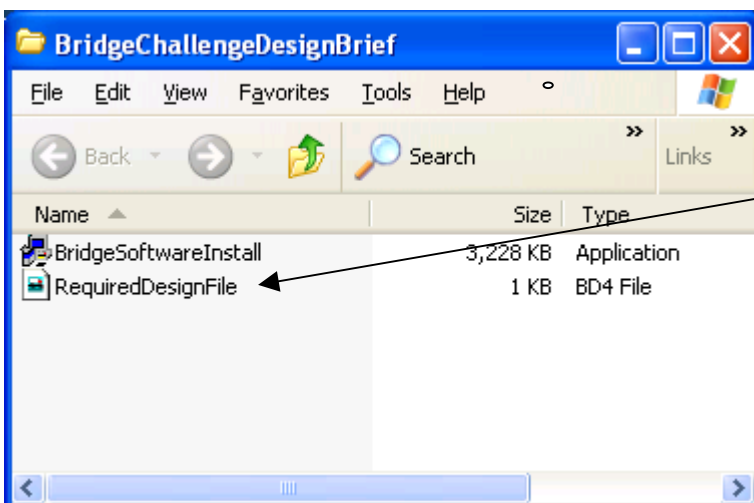 BridgeChallengeDesignBrief
File Edit View Favorites Tools Help
Back Search Links
Name Size Type
BridgeSoftwareInstall 3,228 KB Application
RequiredDesignFile 1 KB BD4 File